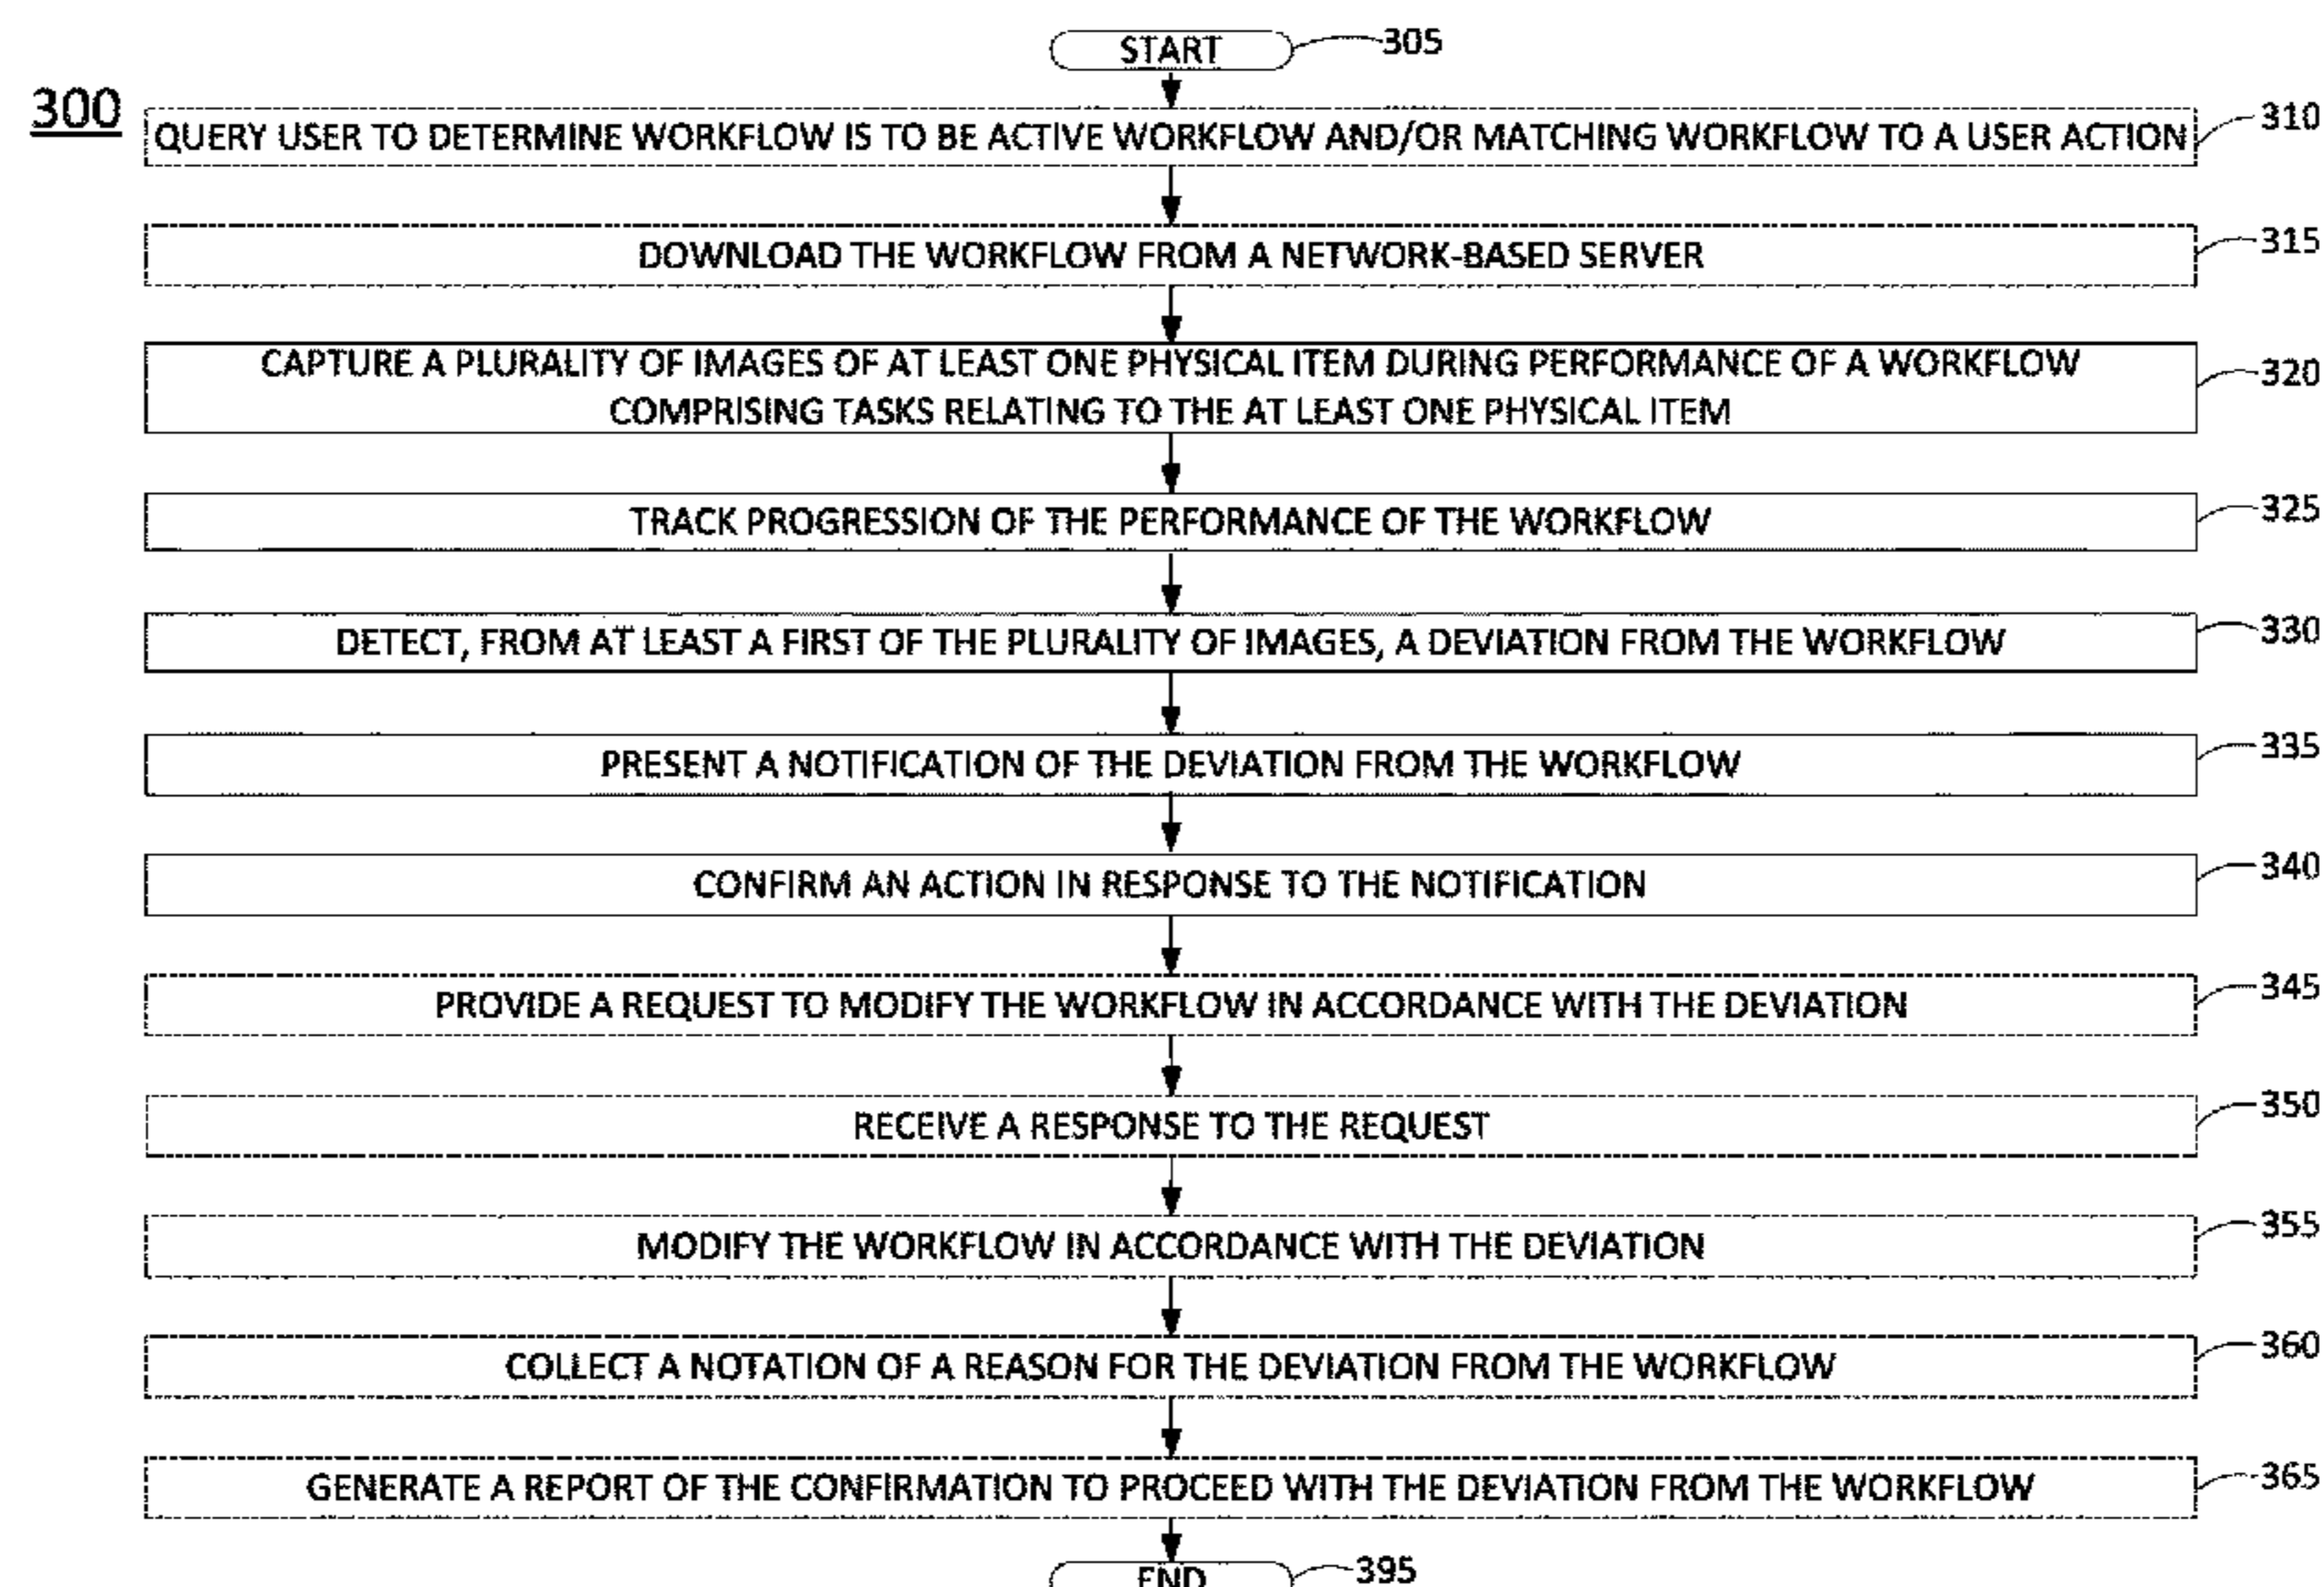 START
305
300
QUERY USER TO DETERMINE WORKFLOW IS TO BE ACTIVE WORKFLOW AND/OR MATCHING WORKFLOW TO A USER ACTION
310
DOWNLOAD THE WORKFLOW FROM A NETWORK-BASED SERVER
315
CAPTURE A PLURALITY OF IMAGES OF AT LEAST ONE PHYSICAL ITEM DURING PERFORMANCE OF A WORKFLOW
COMPRISING TASKS RELATING TO THE AT LEAST ONE PHYSICAL ITEM
320
TRACK PROGRESSION OF THE PERFORMANCE OF THE WORKFLOW
325
DETECT, FROM AT LEAST A FIRST OF THE PLURALITY OF IMAGES, A DEVIATION FROM THE WORKFLOW
330
PRESENT A NOTIFICATION OF THE DEVIATION FROM THE WORKFLOW
335
CONFIRM AN ACTION IN RESPONSE TO THE NOTIFICATION
340
PROVIDE A REQUEST TO MODIFY THE WORKFLOW IN ACCORDANCE WITH THE DEVIATION
345
RECEIVE A RESPONSE TO THE REQUEST
350
MODIFY THE WORKFLOW IN ACCORDANCE WITH THE DEVIATION
355
COLLECT A NOTATION OF A REASON FOR THE DEVIATION FROM THE WORKFLOW
360
GENERATE A REPORT OF THE CONFIRMATION TO PROCEED WITH THE DEVIATION FROM THE WORKFLOW
365
END
395